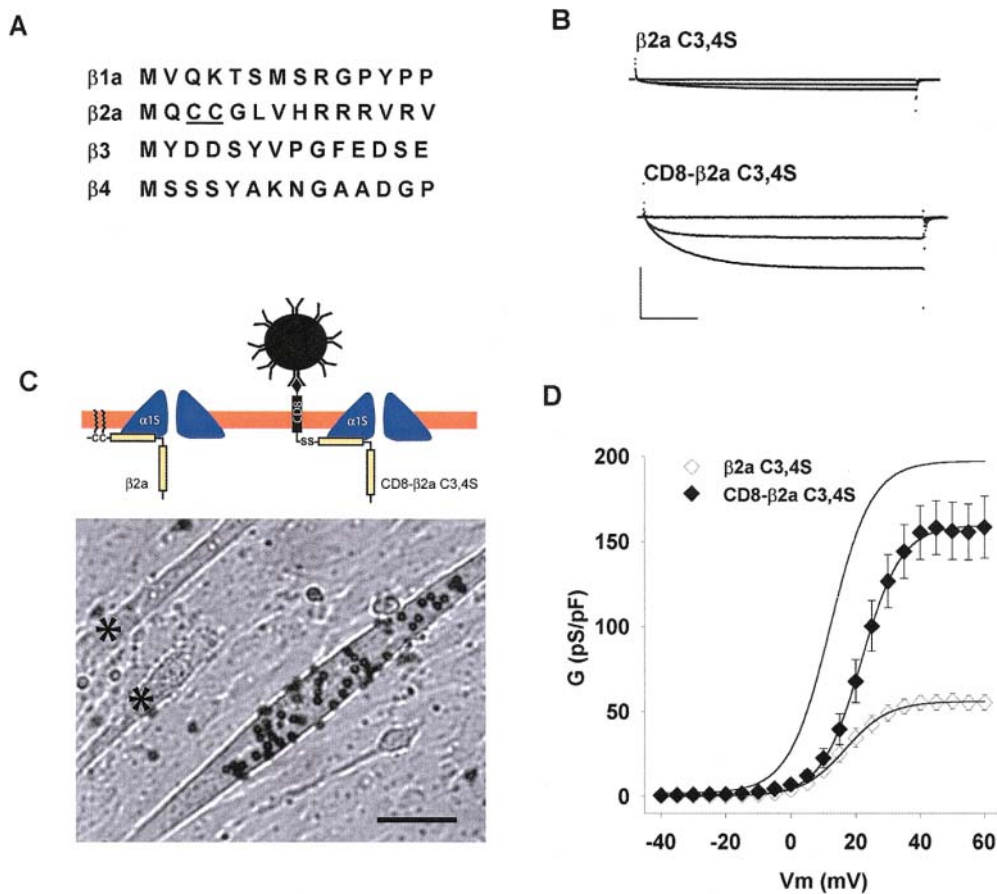 A
β1a M V Q K T S M S R G P Y P P
β2a M Q C C G L V H R R R V R V
β3 M Y D D S Y V P G F E D S E
β4 M S S S Y A K N G A A D G P
B
β2a C3,4S
CD8-β2a C3,4S
C
CD8
α1S
α1S
-CC
SS
β2a
CD8-β2a C3,4S
* *
D
β2a C3,4S
CD8-β2a C3,4S
G (pS/pF)
200
150
100
50
0
-40 -20 0 20 40 60
Vm (mV)